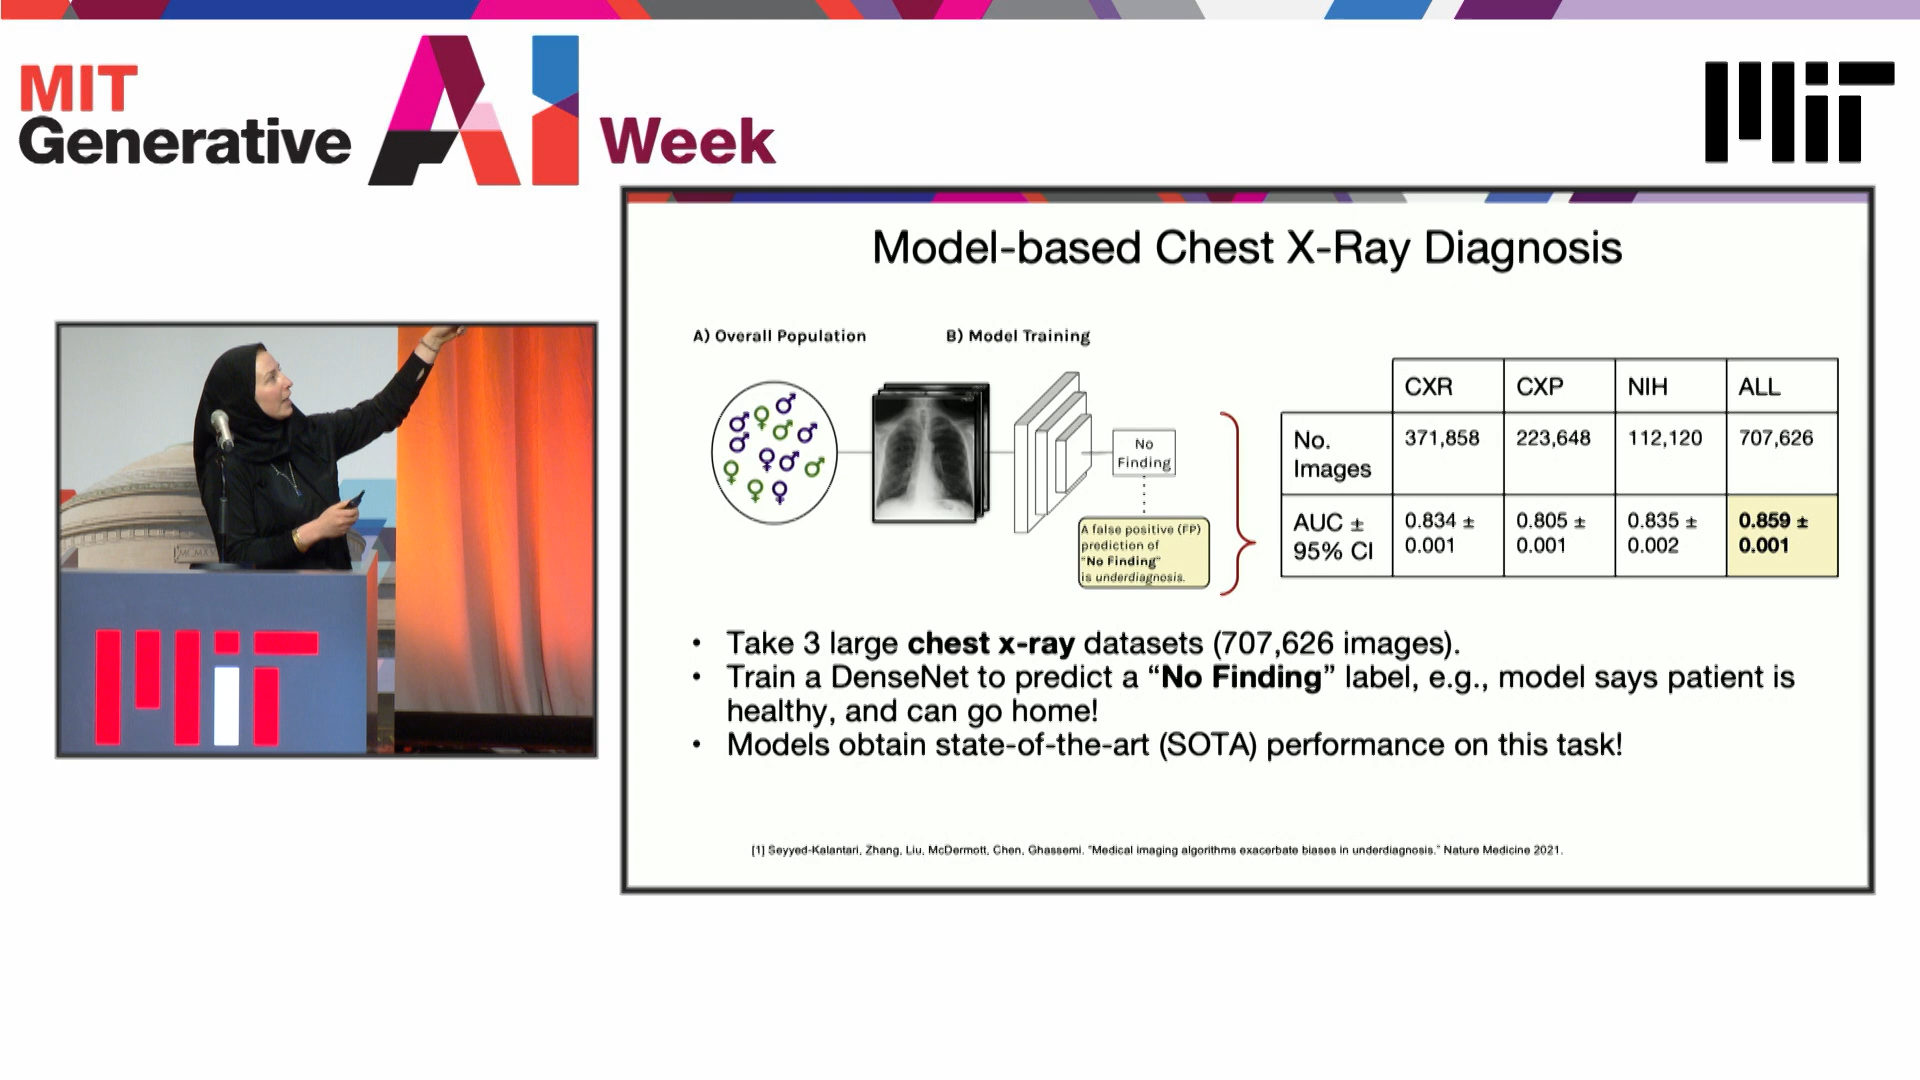 MIT
Generative AI Week
MIT
Model-based Chest X-Ray Diagnosis
A) Overall Population
B) Model Training
No
Finding
A false positive (FP)
prediction of
"No Finding"
is underdiagnosis.
CXR CXP NIH ALL
No. Images 371,858 223,648 112,120 707,626
AUC ± 95% CI 0.834 ± 0.001 0.805 ± 0.001 0.835 ± 0.002 0.859 ± 0.001
• Take 3 large chest x-ray datasets (707,626 images).
• Train a DenseNet to predict a “No Finding” label, e.g., model says patient is
healthy, and can go home!
• Models obtain state-of-the-art (SOTA) performance on this task!
[1] Seyyed-Kalantari, Zhang, Liu, McDermott, Chen, Ghassemi. "Medical imaging algorithms exacerbate biases in underdiagnosis." Nature Medicine 2021.
MIT